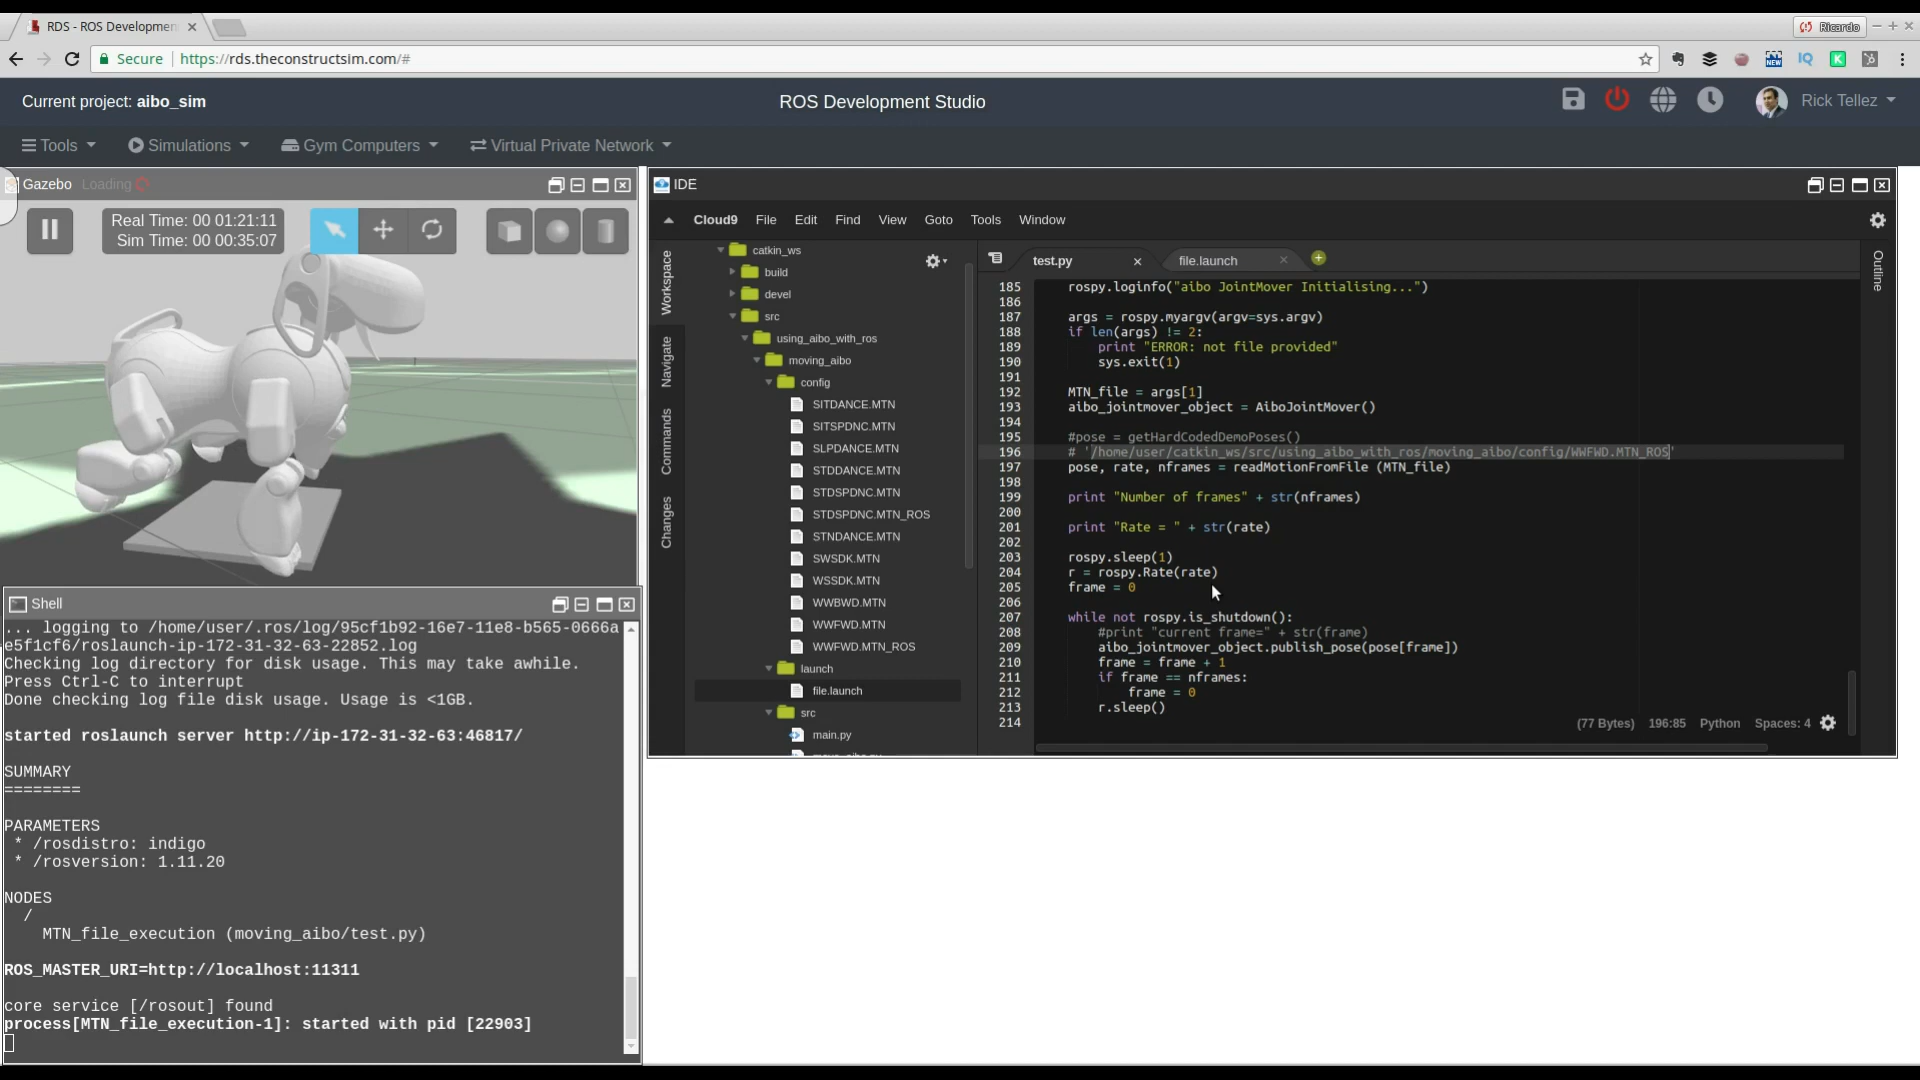 RDS - ROS Developmen
Ricardo
Secure https://rds.theconstructsim.com/#
NEW
IQ
K
Current project: aibo_sim
ROS Development Studio
Rick Tellez
Tools
Simulations
Gym Computers
Virtual Private Network
Gazebo Loading
Real Time: 00 01:21:11
Sim Time: 00 00:35:07
Shell
... logging to /home/user/.ros/log/95cf1b92-16e7-11e8-b565-0666a
e5f1cf6/roslaunch-ip-172-31-32-63-22852.log
Checking log directory for disk usage. This may take awhile.
Press Ctrl-C to interrupt
Done checking log file disk usage. Usage is <1GB.
started roslaunch server http://ip-172-31-32-63:46817/
SUMMARY
========
PARAMETERS
* /rosdistro: indigo
* /rosversion: 1.11.20
NODES
/
MTN_file_execution (moving_aibo/test.py)
ROS_MASTER_URI=http://localhost:11311
core service [/rosout] found
process[MTN_file_execution-1]: started with pid [22903]
IDE
Cloud9 File Edit Find View Goto Tools Window
Workspace
Navigate
Commands
Changes
catkin_ws
build
devel
src
using_aibo_with_ros
moving_aibo
config
SITDANCE.MTN
SITSPDNC.MTN
SLPDANCE.MTN
STDDANCE.MTN
STDSPDNC.MTN
STDSPDNC.MTN_ROS
STNDANCE.MTN
SWSDK.MTN
WSSDK.MTN
WWBWD.MTN
WWFWD.MTN
WWFWD.MTN_ROS
launch
file.launch
src
main.py
test.py
file.launch
Outline
185 rospy.loginfo("aibo JointMover Initialising...")
186
187 args = rospy.myargv(argv=sys.argv)
188 if len(args) != 2:
189 print "ERROR: not file provided"
190 sys.exit(1)
191
192 MTN_file = args[1]
193 aibo_jointmover_object = AiboJointMover()
194
195 #pose = getHardCodedDemoPoses()
196 # '/home/user/catkin_ws/src/using_aibo_with_ros/moving_aibo/config/WWFWD.MTN_ROS'
197 pose, rate, nframes = readMotionFromFile (MTN_file)
198
199 print "Number of frames" + str(nframes)
200
201 print "Rate = " + str(rate)
202
203 rospy.sleep(1)
204 r = rospy.Rate(rate)
205 frame = 0
206
207 while not rospy.is_shutdown():
208 #print "current frame=" + str(frame)
209 aibo_jointmover_object.publish_pose(pose[frame])
210 frame = frame + 1
211 if frame == nframes:
212 frame = 0
213 r.sleep()
214
(77 Bytes) 196:85 Python Spaces: 4